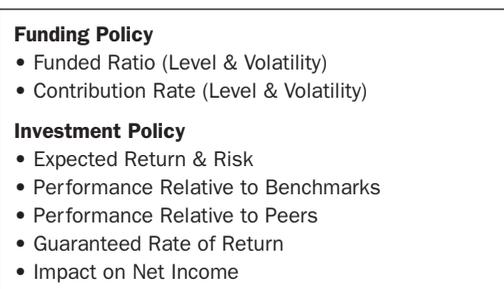 Funding Policy
• Funded Ratio (Level & Volatility)
• Contribution Rate (Level & Volatility)
Investment Policy
• Expected Return & Risk
• Performance Relative to Benchmarks
• Performance Relative to Peers
• Guaranteed Rate of Return
• Impact on Net Income